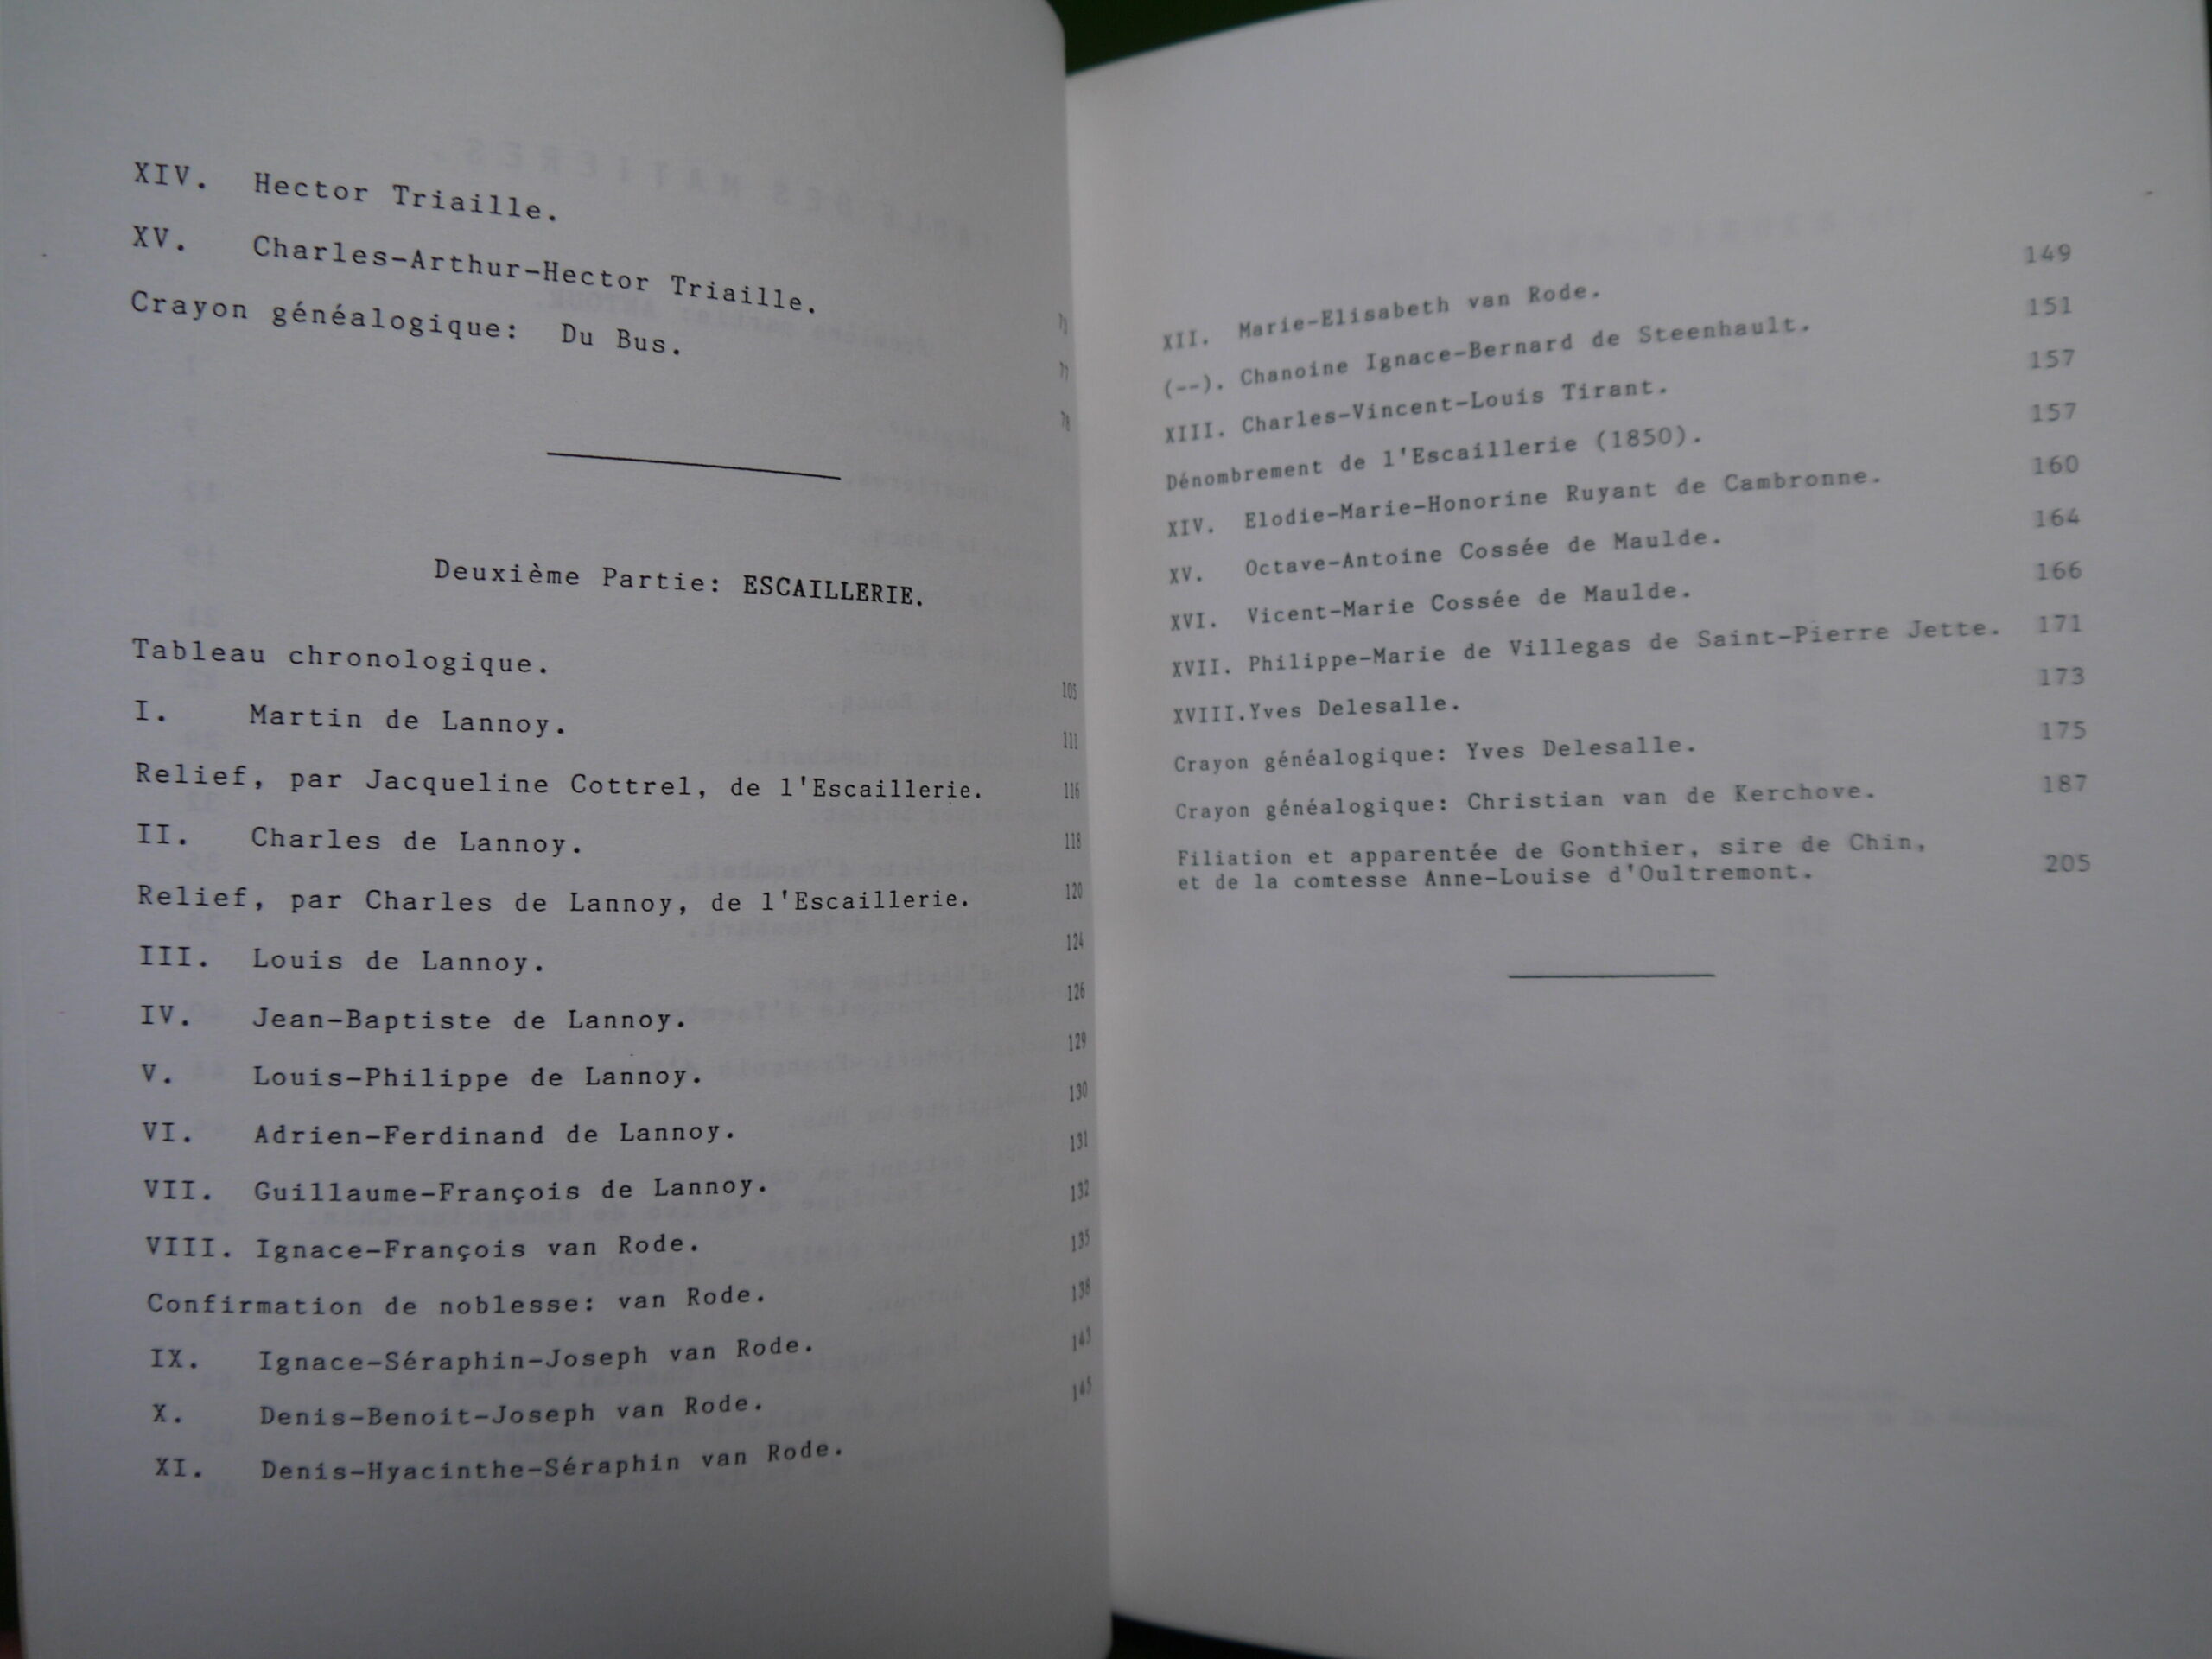 XIV. Hector Triaille. 73
XV. Charles-Arthur-Hector Triaille. 77
Crayon généalogique: Du Bus. 78
Deuxième Partie: ESCAILLERIE.
Tableau chronologique. 105
I. Martin de Lannoy. 111
Relief, par Jacqueline Cottrel, de l'Escaillerie. 116
II. Charles de Lannoy. 118
Relief, par Charles de Lannoy, de l'Escaillerie. 120
III. Louis de Lannoy. 124
IV. Jean-Baptiste de Lannoy. 126
V. Louis-Philippe de Lannoy. 129
VI. Adrien-Ferdinand de Lannoy. 130
VII. Guillaume-François de Lannoy. 131
VIII. Ignace-François van Rode. 132
Confirmation de noblesse: van Rode. 135
IX. Ignace-Séraphin-Joseph van Rode. 138
X. Denis-Benoit-Joseph van Rode. 143
XI. Denis-Hyacinthe-Séraphin van Rode. 145
XII. Marie-Elisabeth van Rode. 149
(--). Chanoine Ignace-Bernard de Steenhault. 151
XIII. Charles-Vincent-Louis Tirant. 157
Dénombrement de l'Escaillerie (1850). 157
XIV. Elodie-Marie-Honorine Ruyant de Cambronne. 160
XV. Octave-Antoine Cossée de Maulde. 164
XVI. Vicent-Marie Cossée de Maulde. 166
XVII. Philippe-Marie de Villegas de Saint-Pierre Jette. 171
XVIII. Yves Delesalle. 173
Crayon généalogique: Yves Delesalle. 175
Crayon généalogique: Christian van de Kerchove. 187
Filiation et apparentée de Gonthier, sire de Chin,
et de la comtesse Anne-Louise d'Oultremont. 205